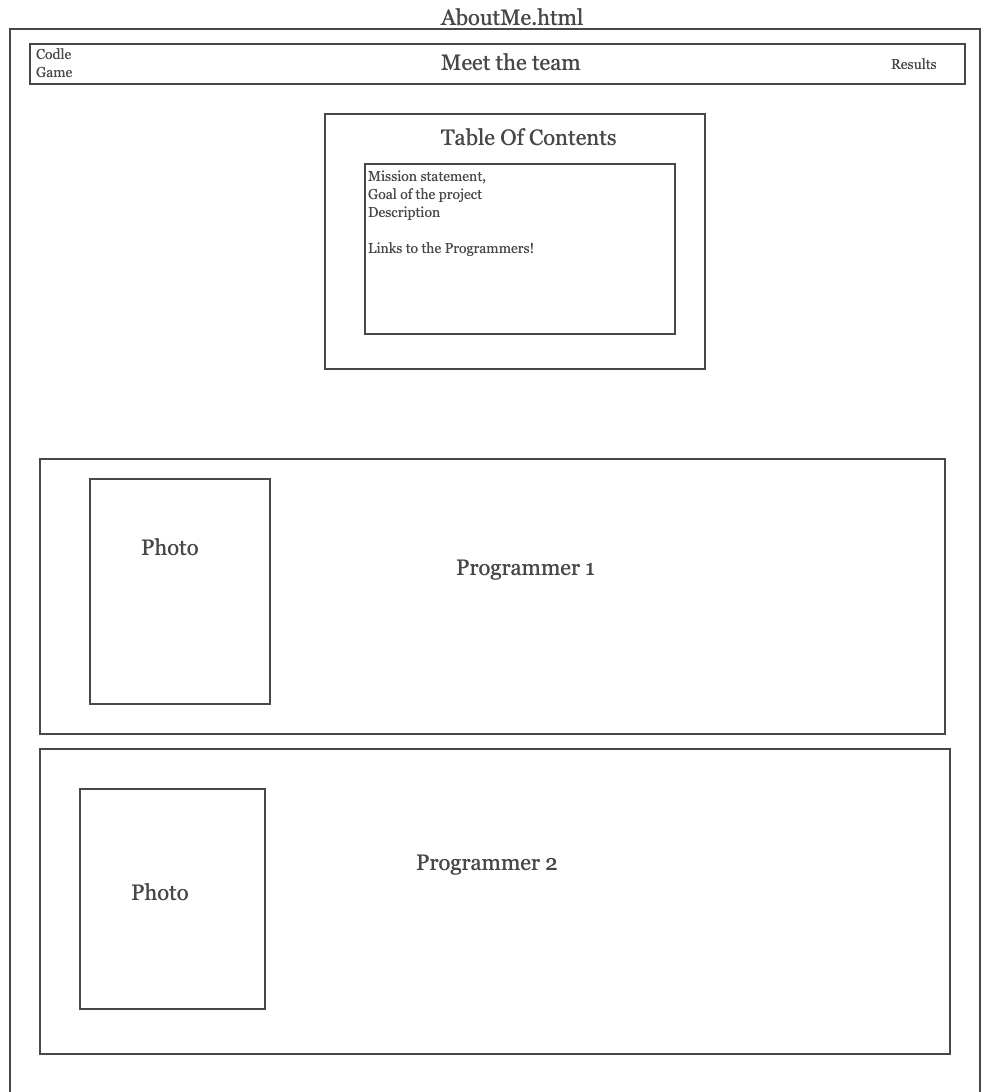 AboutMe.html
Codle
Game
Meet the team
Results
Table Of Contents
Mission statement,
Goal of the project
Description
Links to the Programmers!
Photo
Programmer 1
Programmer 2
Photo